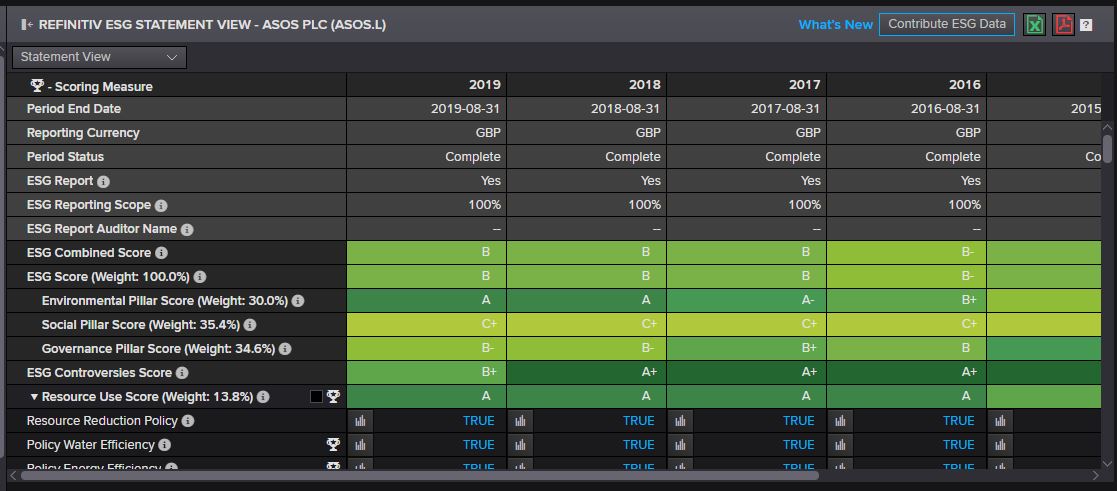 REFINITIV ESG STATEMENT VIEW - ASOS PLC (ASOS.L) What's New Contribute ESG Data ?
Statement View
- Scoring Measure 2019 2018 2017 2016
Period End Date 2019-08-31 2018-08-31 2017-08-31 2016-08-31 2015
Reporting Currency GBP GBP GBP GBP
Period Status Complete Complete Complete Complete Co
ESG Report Yes Yes Yes Yes
ESG Reporting Scope 100% 100% 100% 100%
ESG Report Auditor Name -- -- -- --
ESG Combined Score B B B B-
ESG Score (Weight: 100.0%) B B B B-
Environmental Pillar Score (Weight: 30.0%) A A A- B+
Social Pillar Score (Weight: 35.4%) C+ C+ C+ C+
Governance Pillar Score (Weight: 34.6%) B- B- B+ B
ESG Controversies Score B+ A+ A+ A+
Resource Use Score (Weight: 13.8%) A A A A
Resource Reduction Policy TRUE TRUE TRUE TRUE
Policy Water Efficiency TRUE TRUE TRUE TRUE
Policy Energy Efficiency TRUE TRUE TRUE TRUE